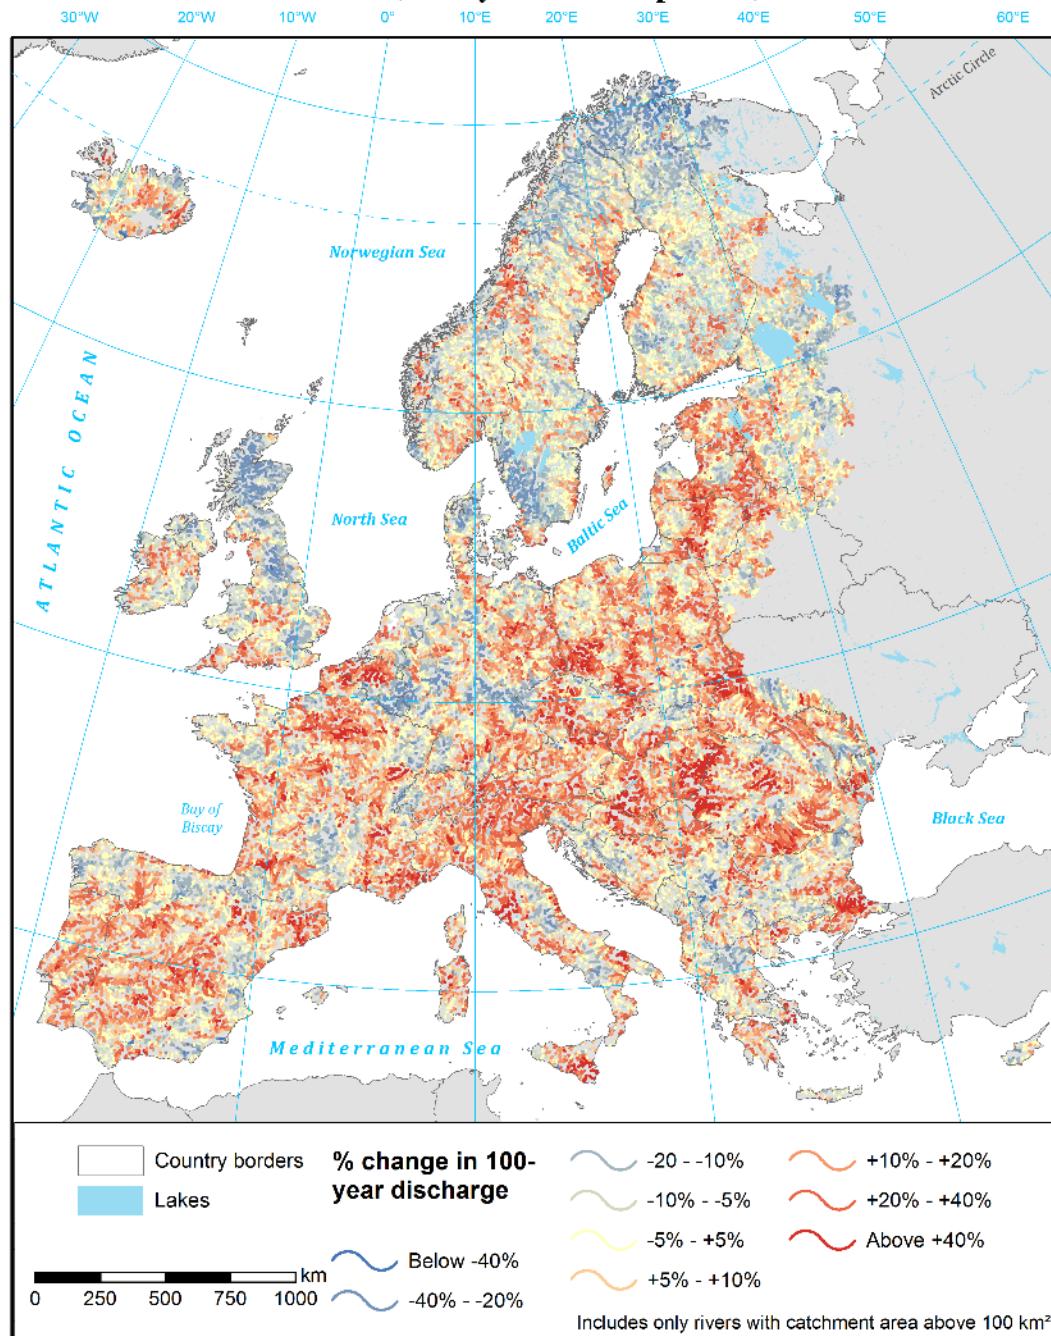 30°W 20°W 10°W 0° 10°E 20°E 30°E 40°E 50°E 60°E
Arctic Circle
Norwegian Sea
ATLANTIC OCEAN
North Sea
Baltic Sea
Bay of
Biscay
Black Sea
Mediterranean Sea
Country borders
Lakes
km
0 250 500 750 1000
% change in 100-
year discharge
Below -40%
-40% - -20%
-20 - -10%
-10% - -5%
-5% - +5%
+5% - +10%
+10% - +20%
+20% - +40%
Above +40%
Includes only rivers with catchment area above 100 km²